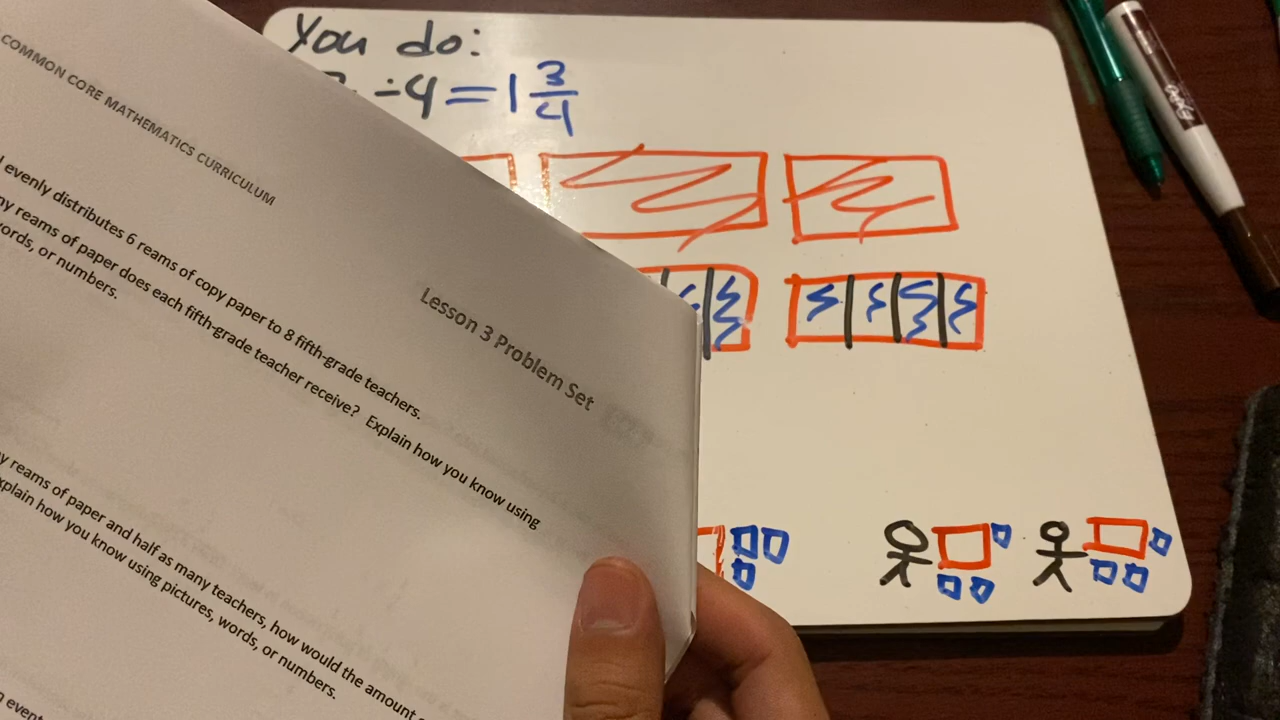 You do:
÷4=1 3/4
COMMON CORE MATHEMATICS CURRICULUM
Lesson 3 Problem Set
evenly distributes 6 reams of copy paper to 8 fifth-grade teachers.
reams of paper does each fifth-grade teacher receive? Explain how you know using
or numbers.
reams of paper and half as many teachers, how would the amount
how you know using pictures, words, or numbers.
EXPO